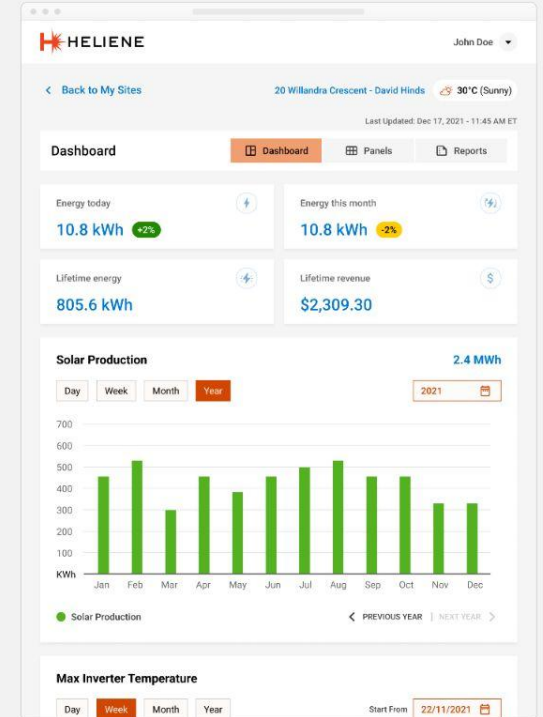 HELIENE
John Doe
Back to My Sites
20 Willandra Crescent - David Hinds
30°C (Sunny)
Last Updated: Dec 17, 2021 - 11:45 AM ET
Dashboard
Dashboard
Panels
Reports
Energy today
10.8 kWh +2%
Energy this month
10.8 kWh -2%
Lifetime energy
805.6 kWh
Lifetime revenue
$2,309.30
Solar Production
2.4 MWh
Day Week Month Year
2021
700
600
500
400
300
200
100
KWh
Jan Feb Mar Apr May Jun Jul Aug Sep Oct Nov Dec
Solar Production
PREVIOUS YEAR | NEXT YEAR
Max Inverter Temperature
Day Week Month Year
Start From 22/11/2021